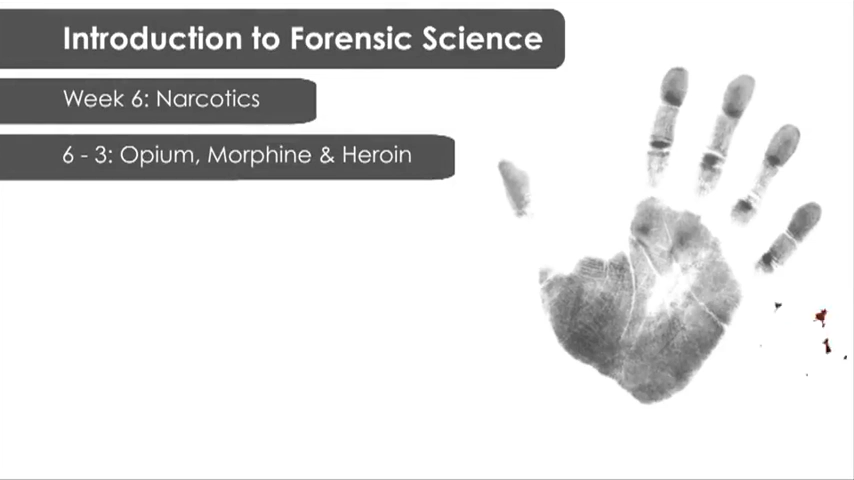 Introduction to Forensic Science
Week 6: Narcotics
6 - 3: Opium, Morphine & Heroin